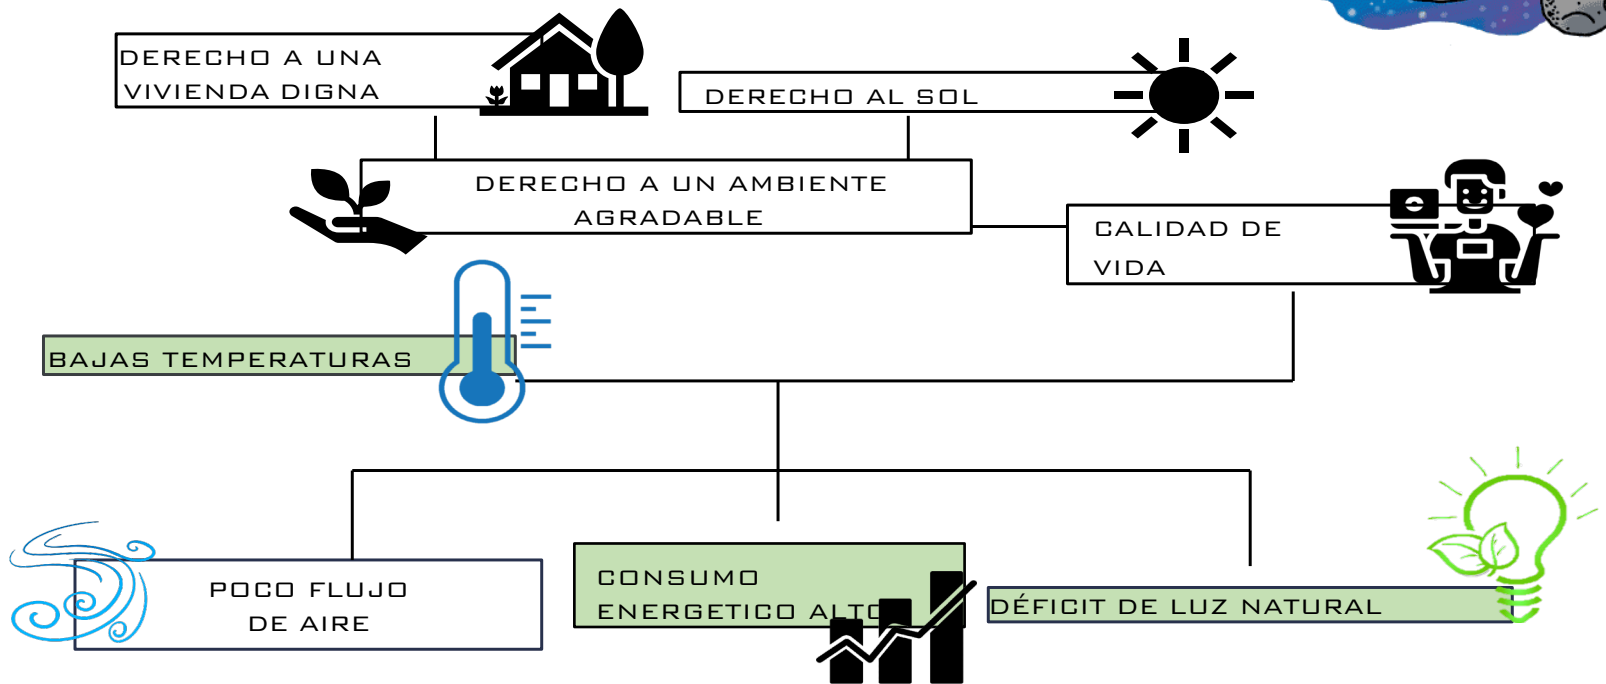 DERECHO A UNA
VIVIENDA DIGNA
DERECHO AL SOL
DERECHO A UN AMBIENTE
AGRADABLE
CALIDAD DE
VIDA
BAJAS TEMPERATURAS
POCO FLUJO
DE AIRE
CONSUMO
ENERGETICO ALTO
DÉFICIT DE LUZ NATURAL